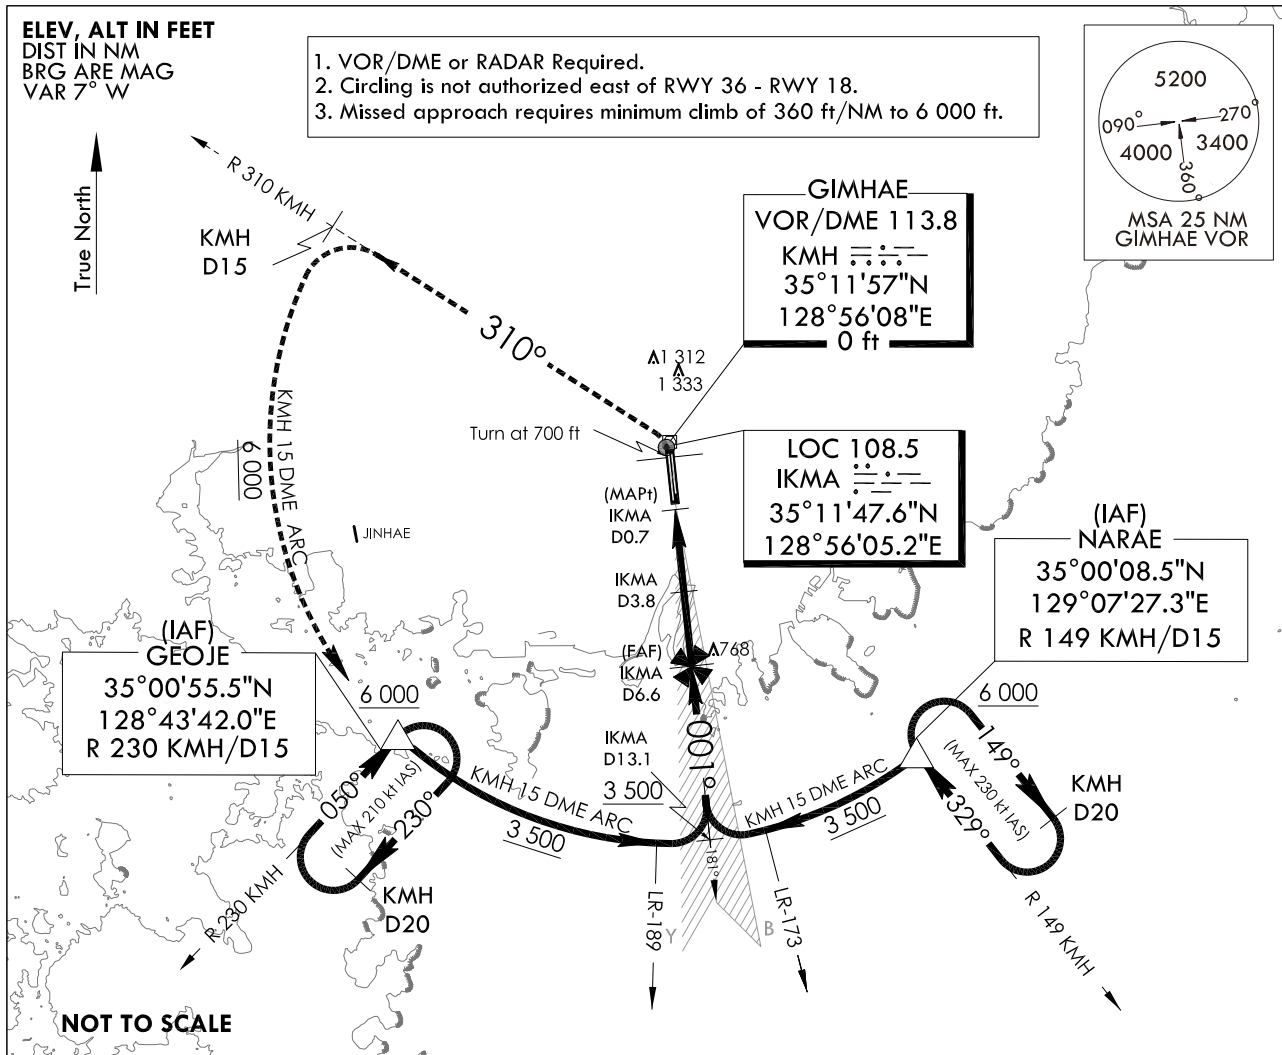 ELEV, ALT IN FEET
DIST IN NM
BRG ARE MAG
VAR 7° W
1. VOR/DME or RADAR Required.
2. Circling is not authorized east of RWY 36 - RWY 18.
3. Missed approach requires minimum climb of 360 ft/NM to 6 000 ft.
5200
090°
270°
4000
3400
360°
MSA 25 NM
GIMHAE VOR
True North
R 310 KMH
KMH
D15
310°
GIMHAE
VOR/DME 113.8
KMH
35°11'57"N
128°56'08"E
0 ft
1 312
1 333
Turn at 700 ft
LOC 108.5
IKMA
35°11'47.6"N
128°56'05.2"E
KMH 15 DME ARC
6 000
JINHAE
(MAPt)
IKMA
D0.7
IKMA
D3.8
(FAF)
IKMA
D6.6
768
(IAF)
NARAE
35°00'08.5"N
129°07'27.3"E
R 149 KMH/D15
(IAF)
GEOJE
35°00'55.5"N
128°43'42.0"E
R 230 KMH/D15
6 000
050°
(MAX 210 kt IAS)
230°
R 230 KMH
KMH
D20
KMH 15 DME ARC
3 500
IKMA
D13.1
3 500
001°
181°
KMH 15 DME ARC
3 500
6 000
149°
(MAX 230 kt IAS)
329°
KMH
D20
R 149 KMH
LR-189
Y
B
LR-173
NOT TO SCALE